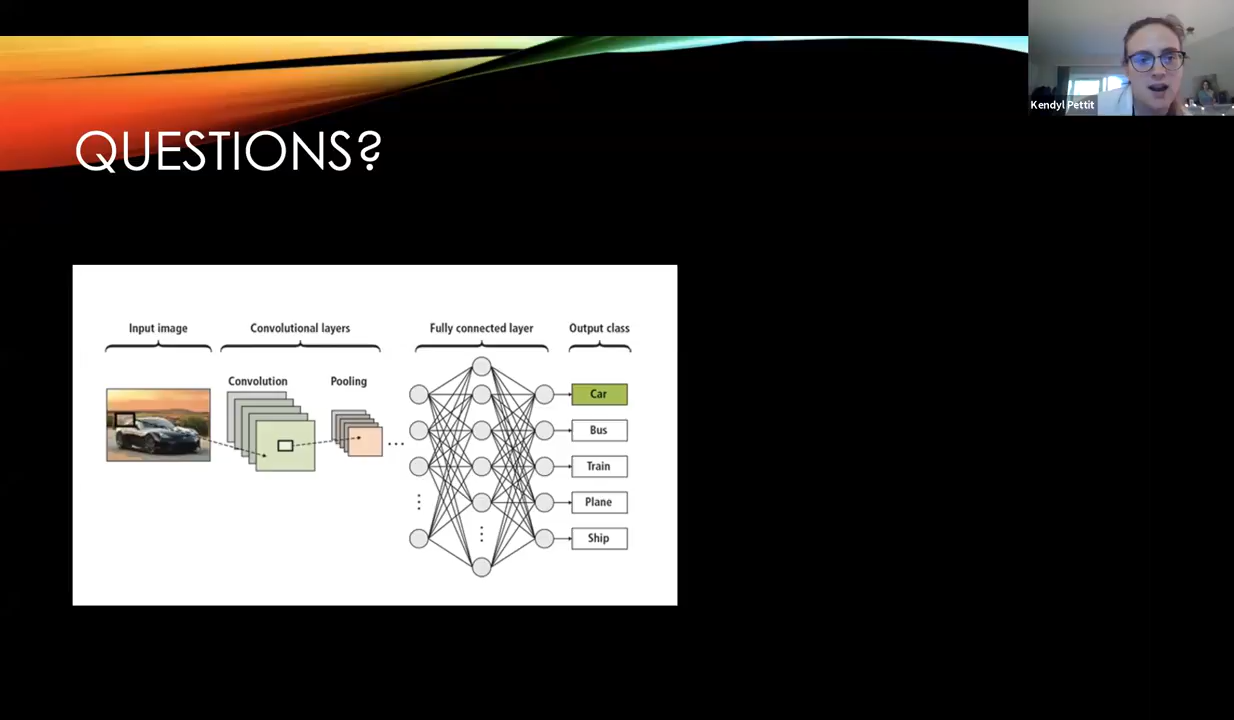 Kendyl Pettit
QUESTIONS?
Input image
Convolutional layers
Fully connected layer
Output class
Convolution
Pooling
Car
Bus
Train
Plane
Ship